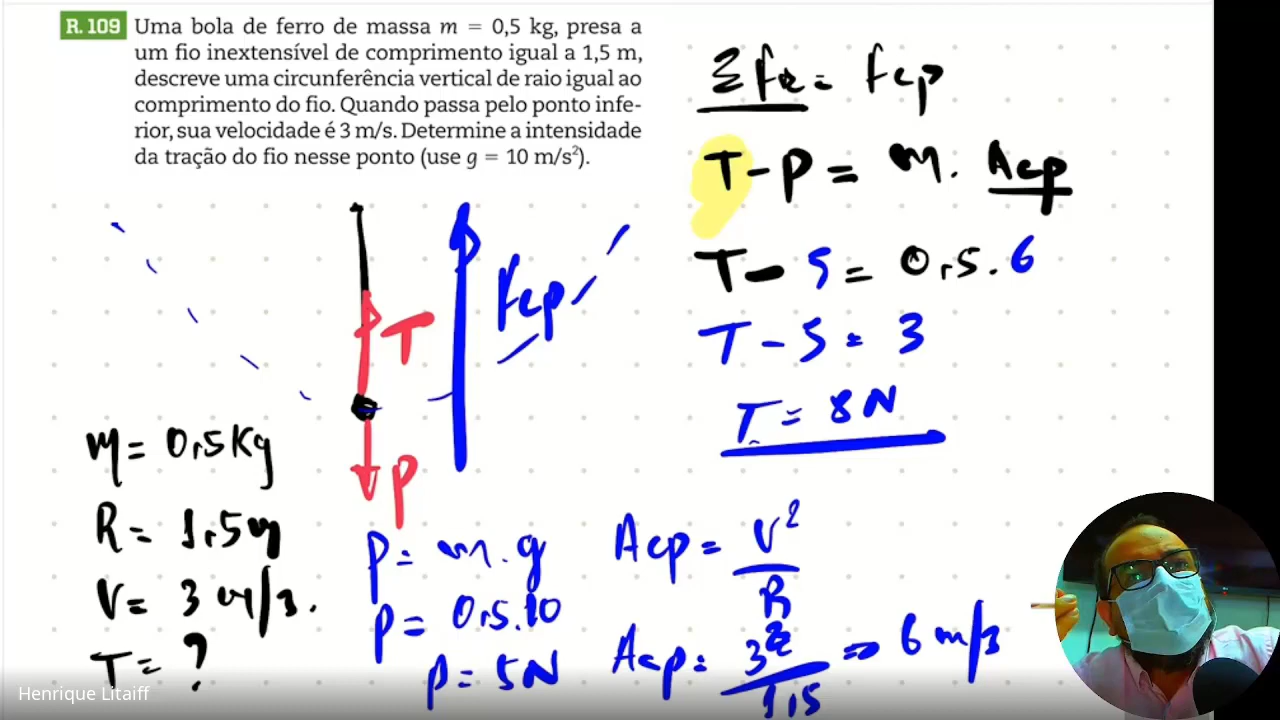 R. 109 Uma bola de ferro de massa m = 0,5 kg, presa a
um fio inextensível de comprimento igual a 1,5 m,
descreve uma circunferência vertical de raio igual ao
comprimento do fio. Quando passa pelo ponto infe-
rior, sua velocidade é 3 m/s. Determine a intensidade
da tração do fio nesse ponto (use g = 10 m/s²).
ΣFR = Fcp
T - P = m. Acp
T - 5 = 0,5 . 6
T - 5 = 3
T = 8N
Fcp
T
P
m = 0,5Kg
R = 1,5m
V = 3 m/s.
T = ?
P = m.g
P = 0,5.10
P = 5N
Acp = V²
R
Acp = 3²
1,5
⇒ 6 m/s
Henrique Litaiff